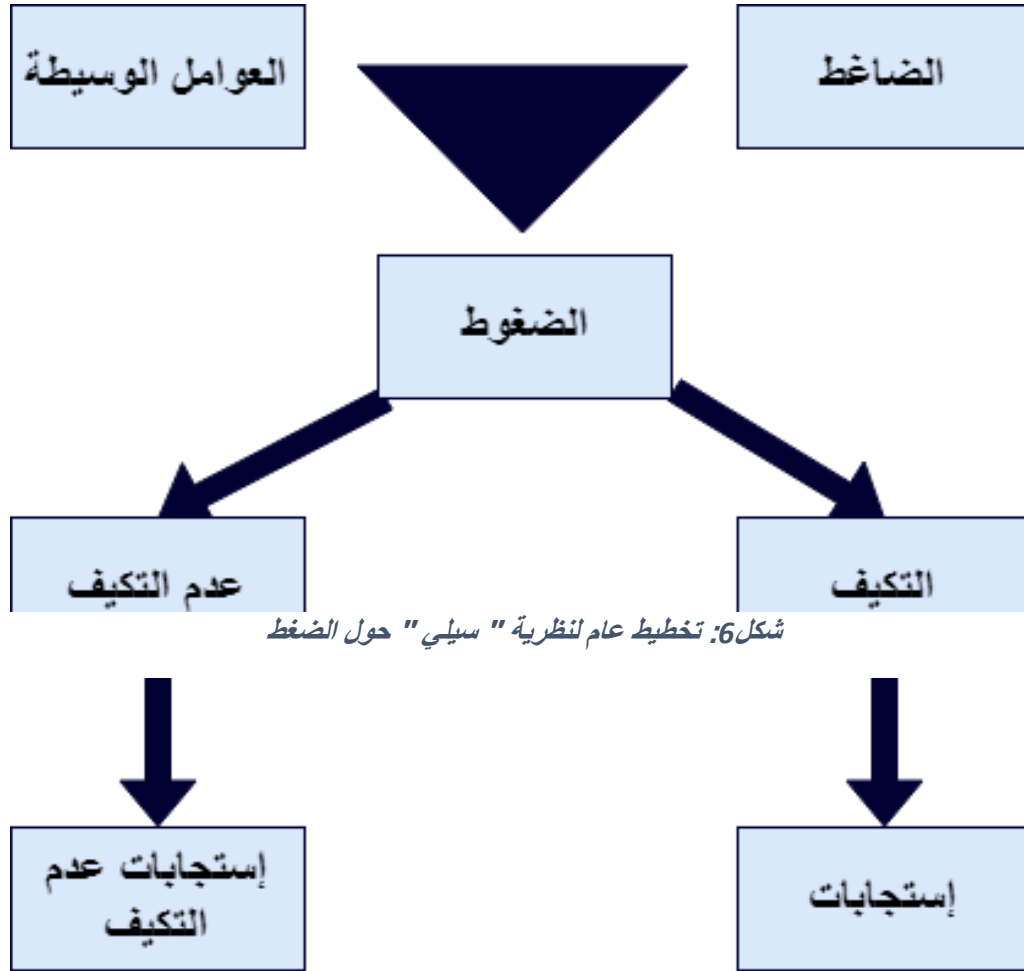 الضاغط
العوامل الوسيطة
الضغوط
التكيف
عدم التكيف
شكل6: تخطيط عام لنظرية " سيلي " حول الضغط
إستجابات
إستجابات عدم
التكيف